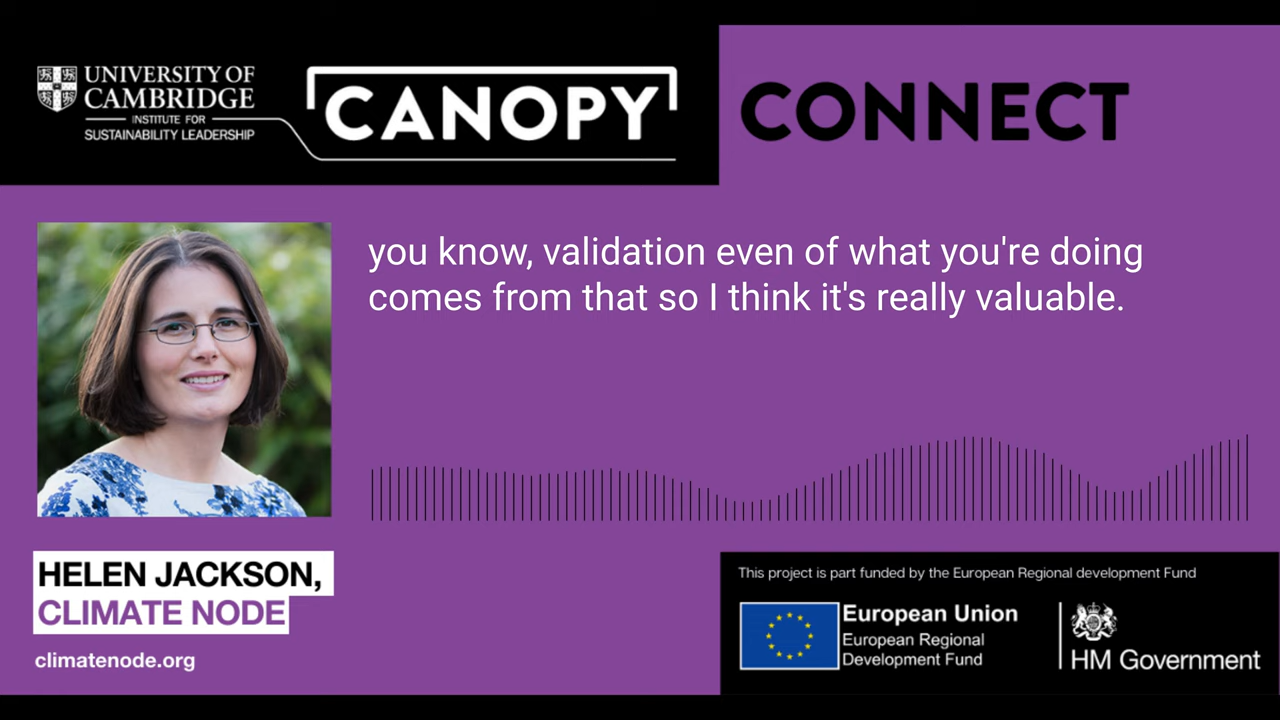 UNIVERSITY OF
CAMBRIDGE
INSTITUTE FOR
SUSTAINABILITY LEADERSHIP
CANOPY
CONNECT
you know, validation even of what you're doing
comes from that so I think it's really valuable.
HELEN JACKSON,
CLIMATE NODE
climatenode.org
This project is part funded by the European Regional development Fund
European Union
European Regional
Development Fund
HM Government